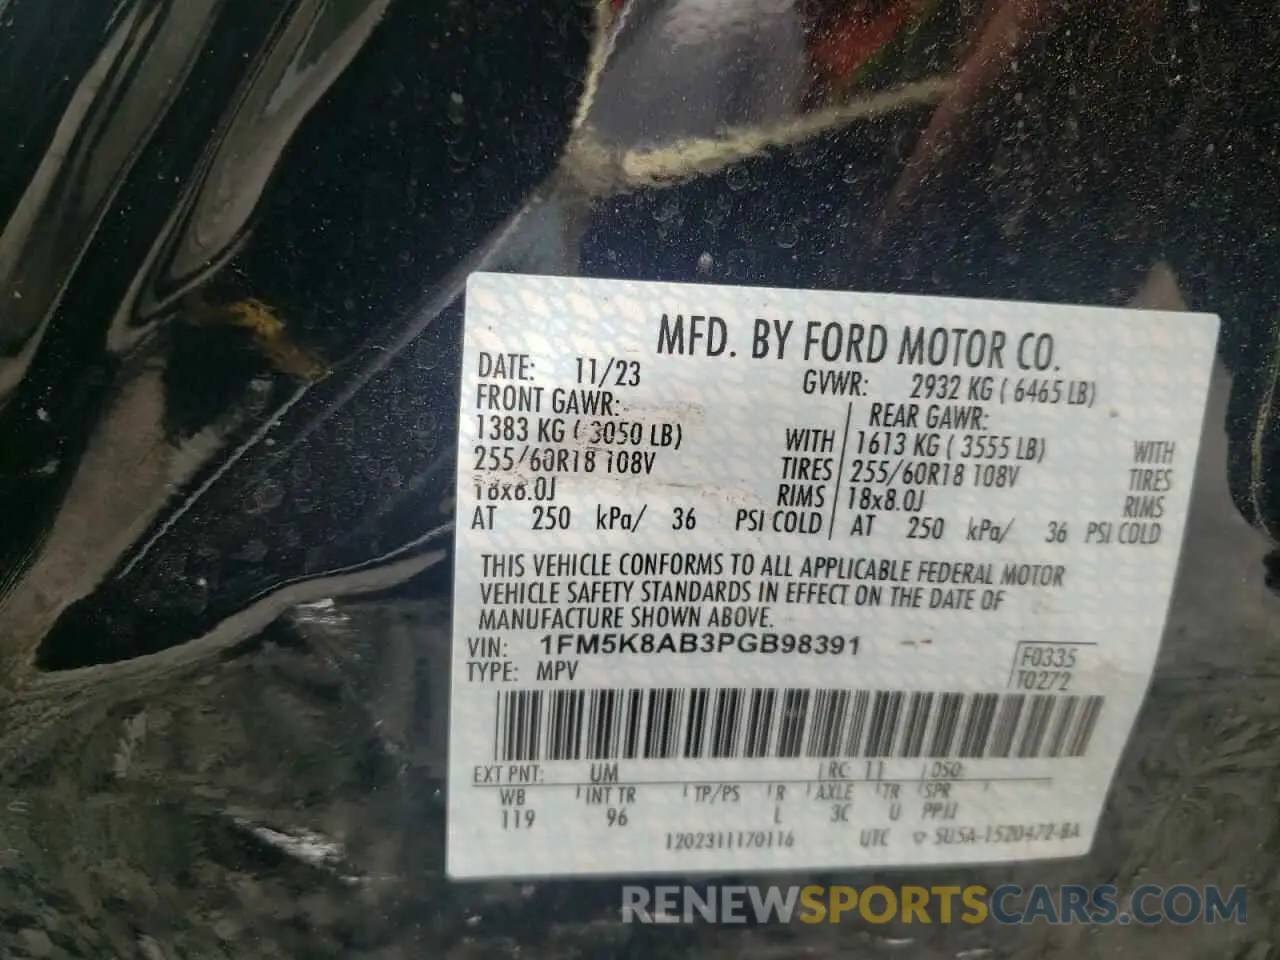 MFD. BY FORD MOTOR CO.
DATE: 11/23 GVWR: 2932 KG ( 6465 LB)
FRONT GAWR: REAR GAWR:
1383 KG ( 3050 LB) WITH 1613 KG ( 3555 LB) WITH
255/60R18 108V TIRES 255/60R18 108V TIRES
18x8.0J RIMS 18x8.0J RIMS
AT 250 kPa/ 36 PSI COLD AT 250 kPa/ 36 PSI COLD
THIS VEHICLE CONFORMS TO ALL APPLICABLE FEDERAL MOTOR
VEHICLE SAFETY STANDARDS IN EFFECT ON THE DATE OF
MANUFACTURE SHOWN ABOVE.
VIN: 1FM5K8AB3PGB98391
F0335
TYPE: MPV
T0272
EXT PNT: UM RC: 11 DSO:
WB INT TR TP/PS R AXLE TR SPR
119 96 L 3C U PPJJ
1202311170116 UTC SU5A-1520472-BA
RENEWSPORTSCARS.COM